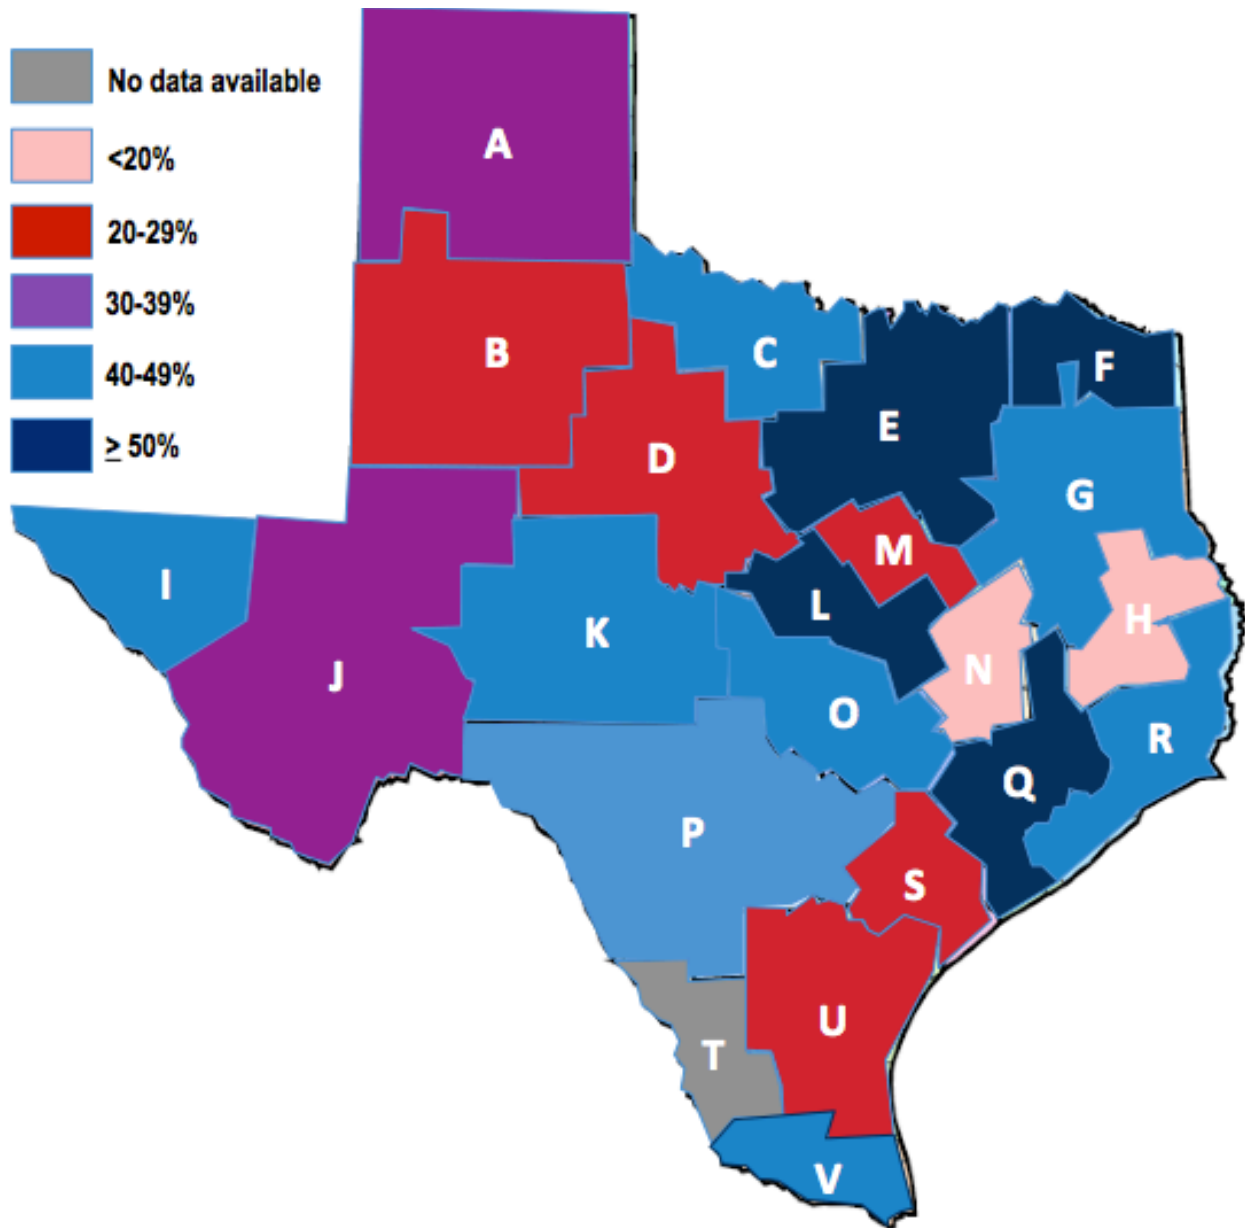 No data available
<20%
20-29%
30-39%
40-49%
≥ 50%
A
B
C
D
E
F
G
H
I
J
K
L
M
N
O
P
Q
R
S
T
U
V